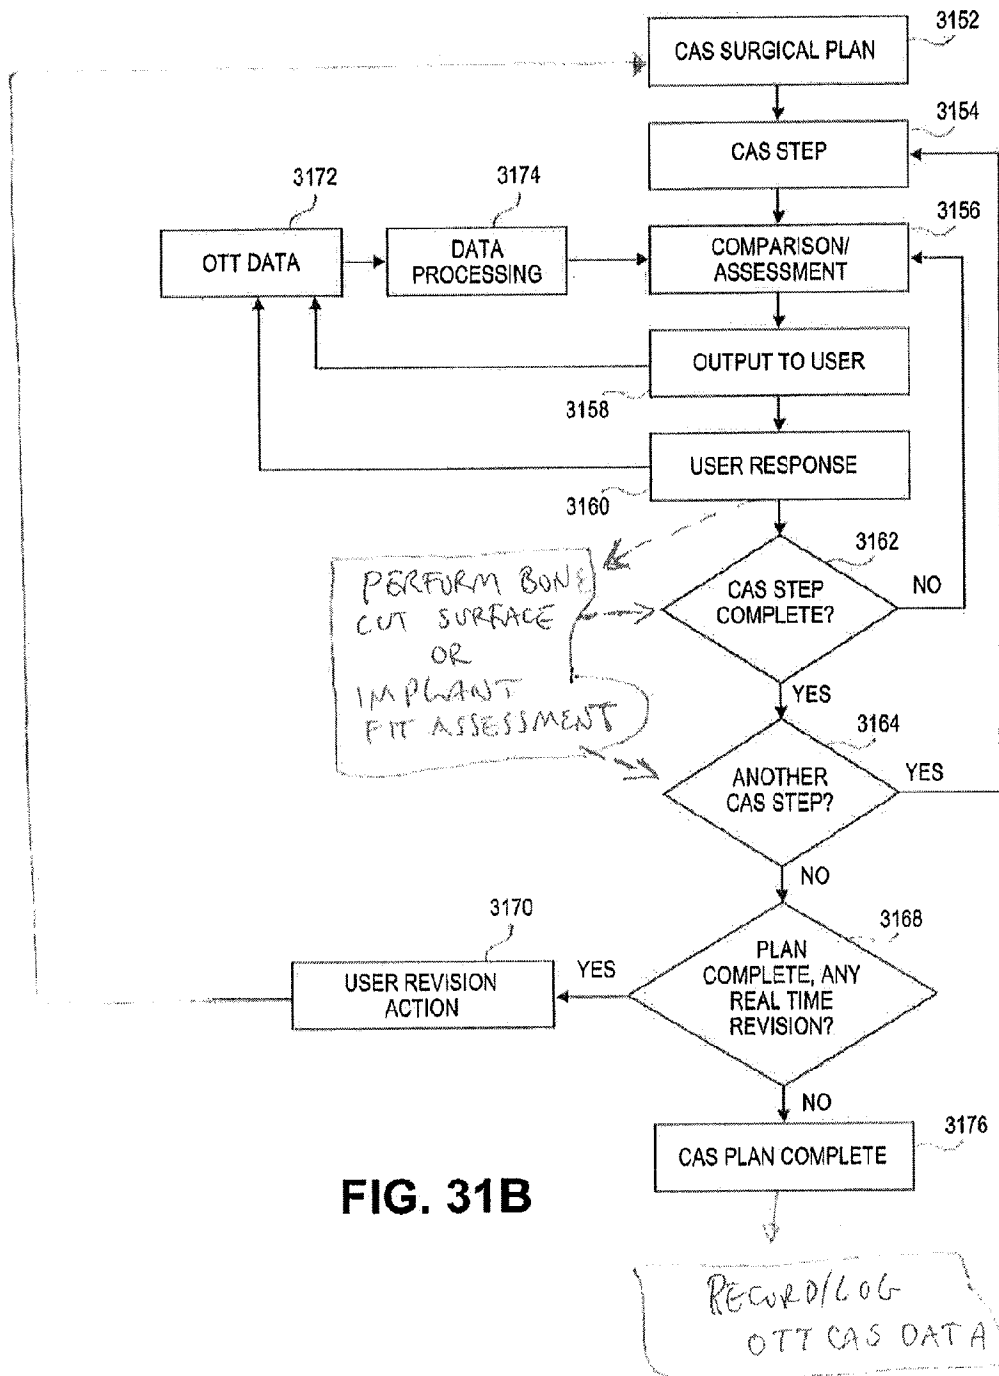 3152
CAS SURGICAL PLAN
3154
CAS STEP
3172
3174
3156
OTT DATA
DATA
PROCESSING
COMPARISON/
ASSESSMENT
OUTPUT TO USER
3158
USER RESPONSE
3160
3162
CAS STEP
COMPLETE?
NO
PERFORM BONE
CUT SURFACE
OR
IMPLANT
FIT ASSESSMENT
YES
3164
ANOTHER
CAS STEP?
YES
NO
3170
3168
USER REVISION
ACTION
YES
PLAN
COMPLETE, ANY
REAL TIME
REVISION?
NO
3176
CAS PLAN COMPLETE
FIG. 31B
RECORD/LOG
OTT CAS DATA